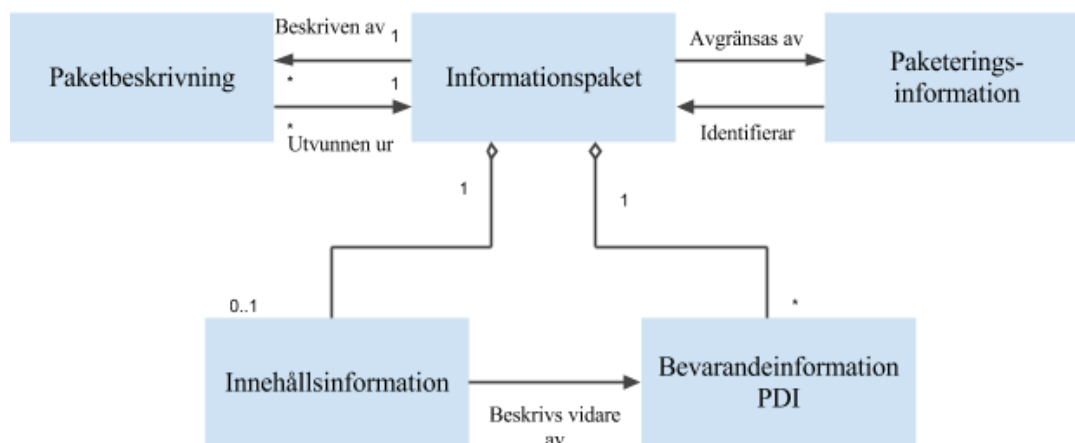 Beskriven av
1
Avgränsas av
Paketbeskrivning
Informationspaket
Paketerings-
information
*
1
*
Utvunnen ur
Identifierar
1
1
0..1
*
Innehållsinformation
Bevarandeinformation
PDI
Beskrivs vidare
av